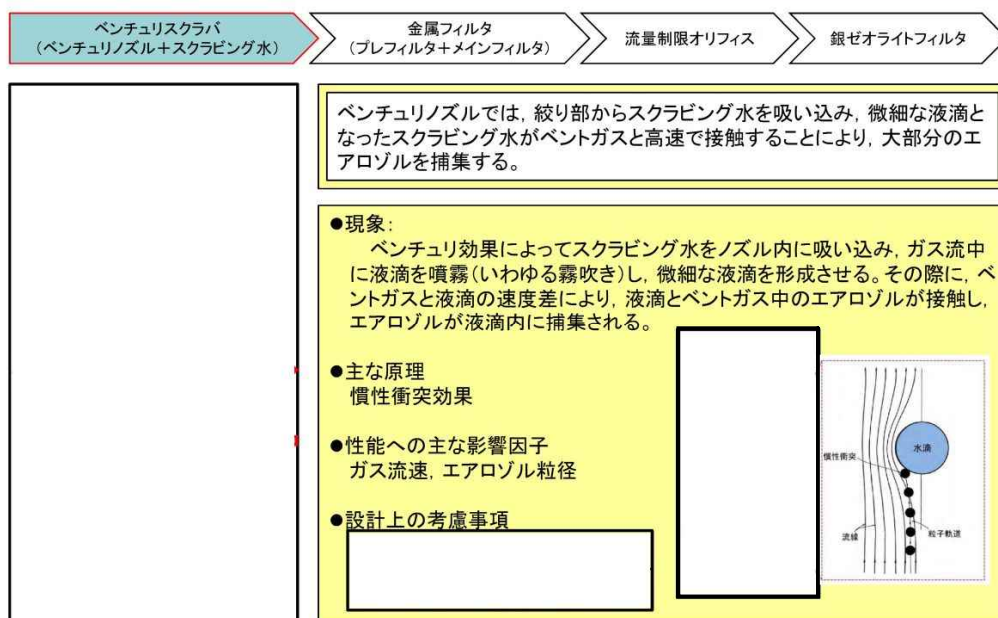 ベンチュリスクラバ
(ベンチュリノズル+スクラビング水)
金属フィルタ
(プレフィルタ+メインフィルタ)
流量制限オリフィス
銀ゼオライトフィルタ
ベンチュリノズルでは, 絞り部からスクラビング水を吸い込み, 微細な液滴と
なったスクラビング水がベントガスと高速で接触することにより, 大部分のエ
アロゾルを捕集する。
●現象:
ベンチュリ効果によってスクラビング水をノズル内に吸い込み, ガス流中
に液滴を噴霧(いわゆる霧吹き)し, 微細な液滴を形成させる。その際に, ベ
ントガスと液滴の速度差により, 液滴とベントガス中のエアロゾルが接触し,
エアロゾルが液滴内に捕集される。
●主な原理
慣性衝突効果
●性能への主な影響因子
ガス流速, エアロゾル粒径
●設計上の考慮事項
水滴
慣性衝突
流線
粒子軌道